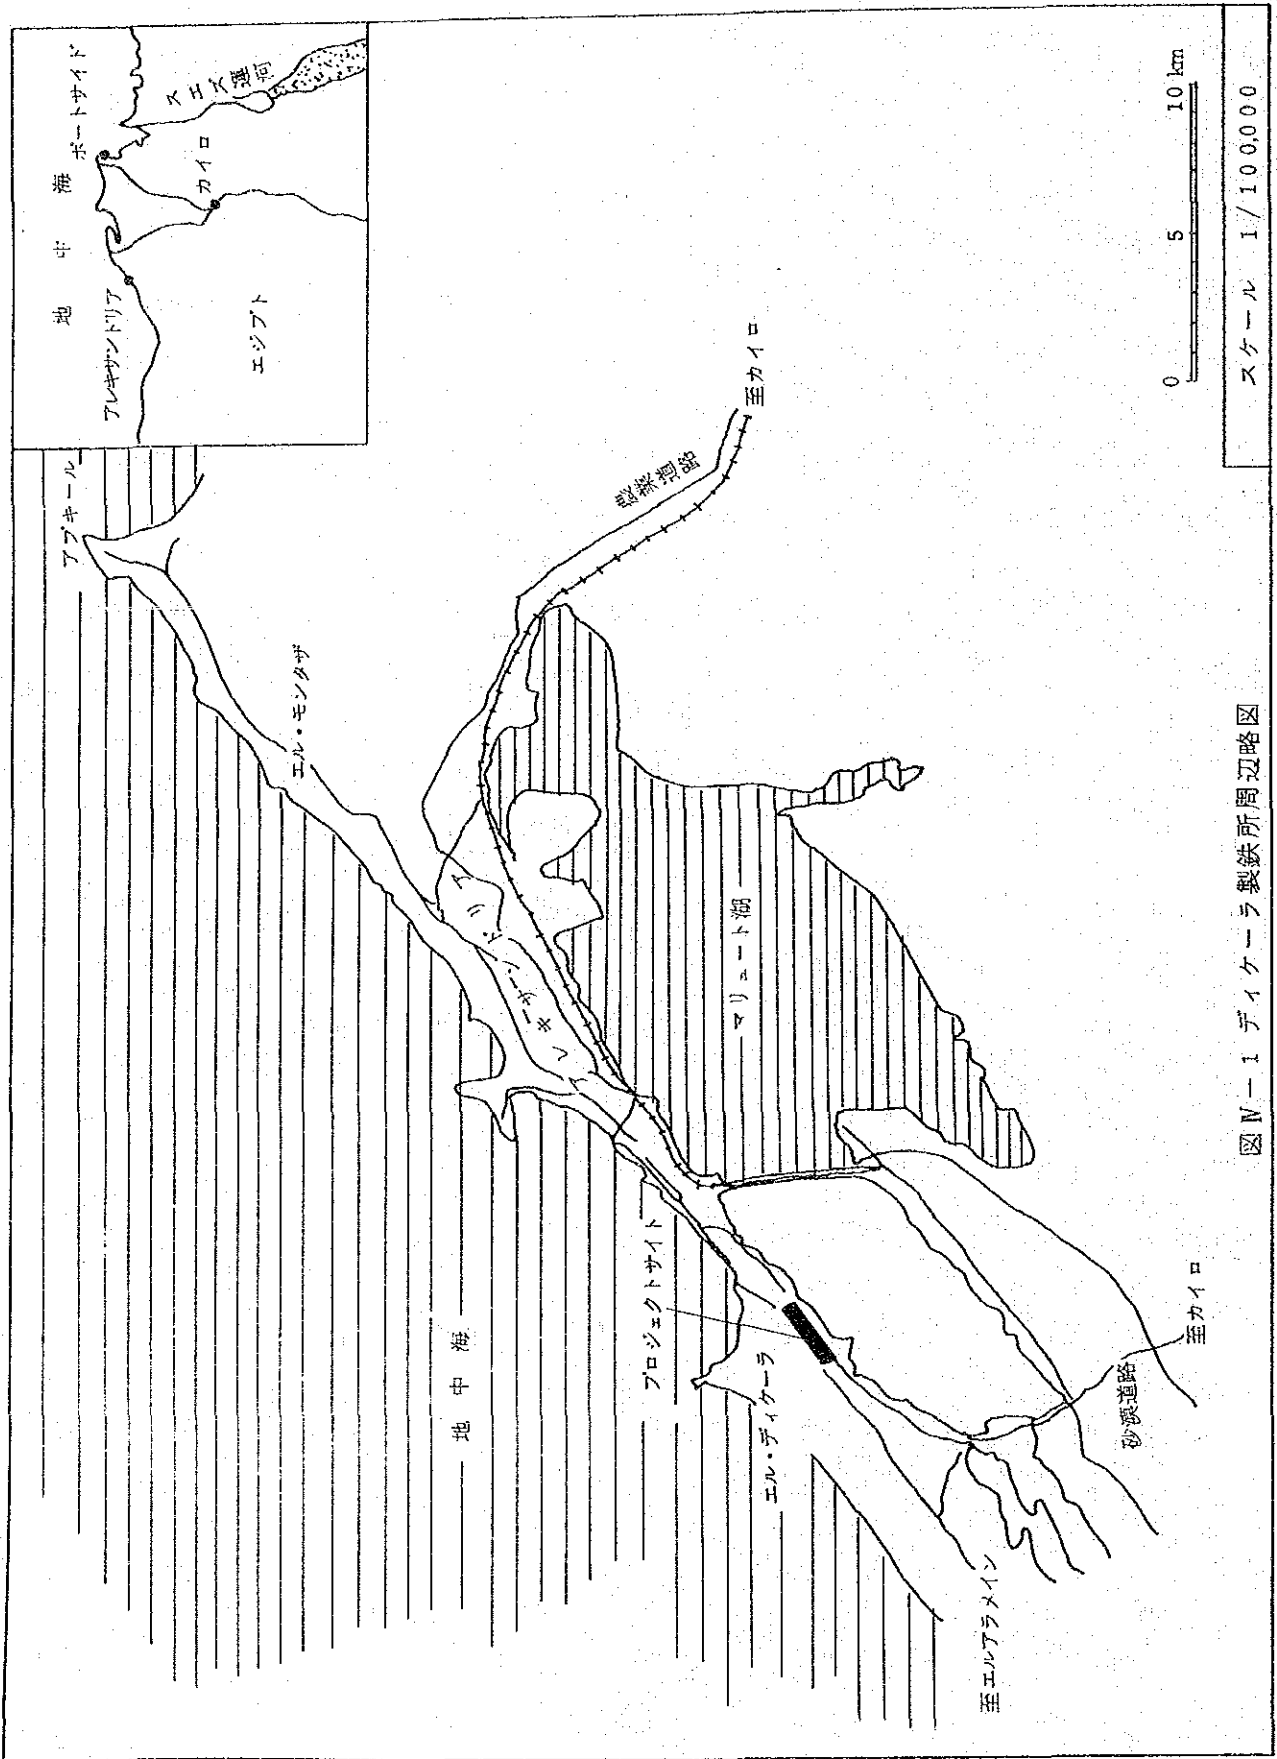 地中海
ポートサイド
スエズ運河
アレキサンドリア
カイロ
エジプト
アブキール
エル・モンタザ
農業道路
至カイロ
アレキサンドリア
マリュート湖
地中海
プロジェクトサイト
エル・ディケーラ
至エルアラメイン
砂漠道路
至カイロ
0 5 10 km
スケール 1/100,000
図Ⅳ-1 ディケーラ製鉄所周辺略図